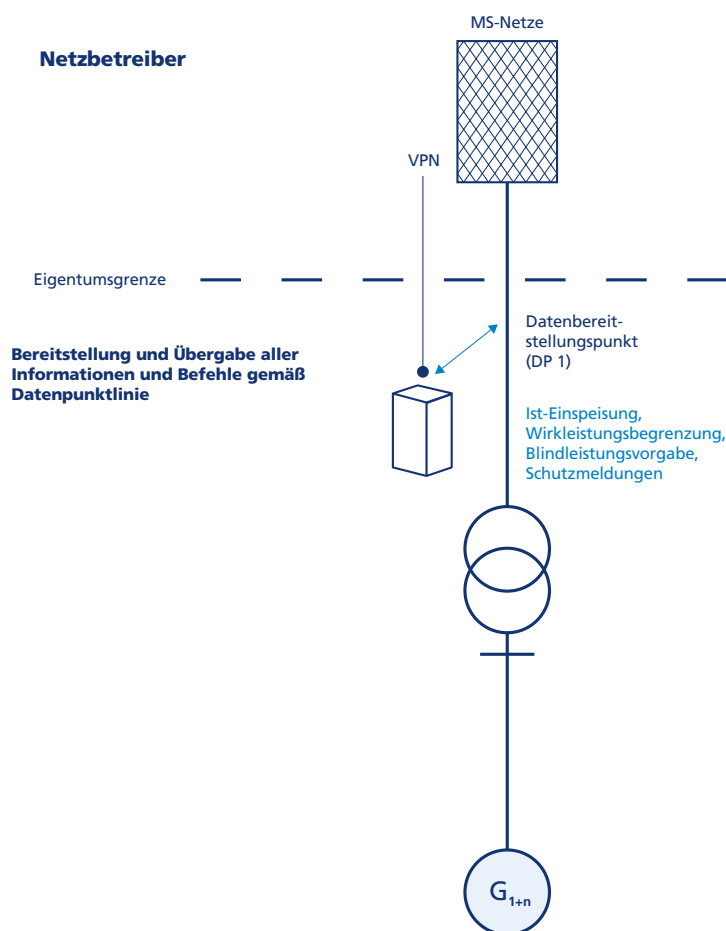 MS-Netze
Netzbetreiber
VPN
Eigentumsgrenze
Datenbereit-
stellungspunkt
(DP 1)
Bereitstellung und Übergabe aller
Informationen und Befehle gemäß
Datenpunktlinie
Ist-Einspeisung,
Wirkleistungsbegrenzung,
Blindleistungsvorgabe,
Schutzmeldungen
G1+n